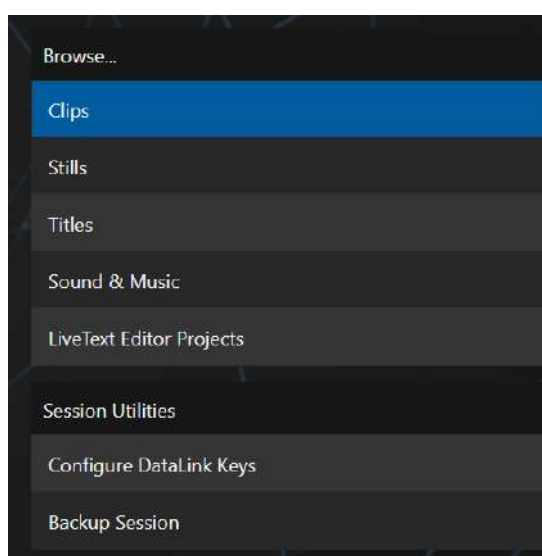 Browse...
Clips
Stills
Titles
Sound & Music
LiveText Editor Projects
Session Utilities
Configure DataLink Keys
Backup Session